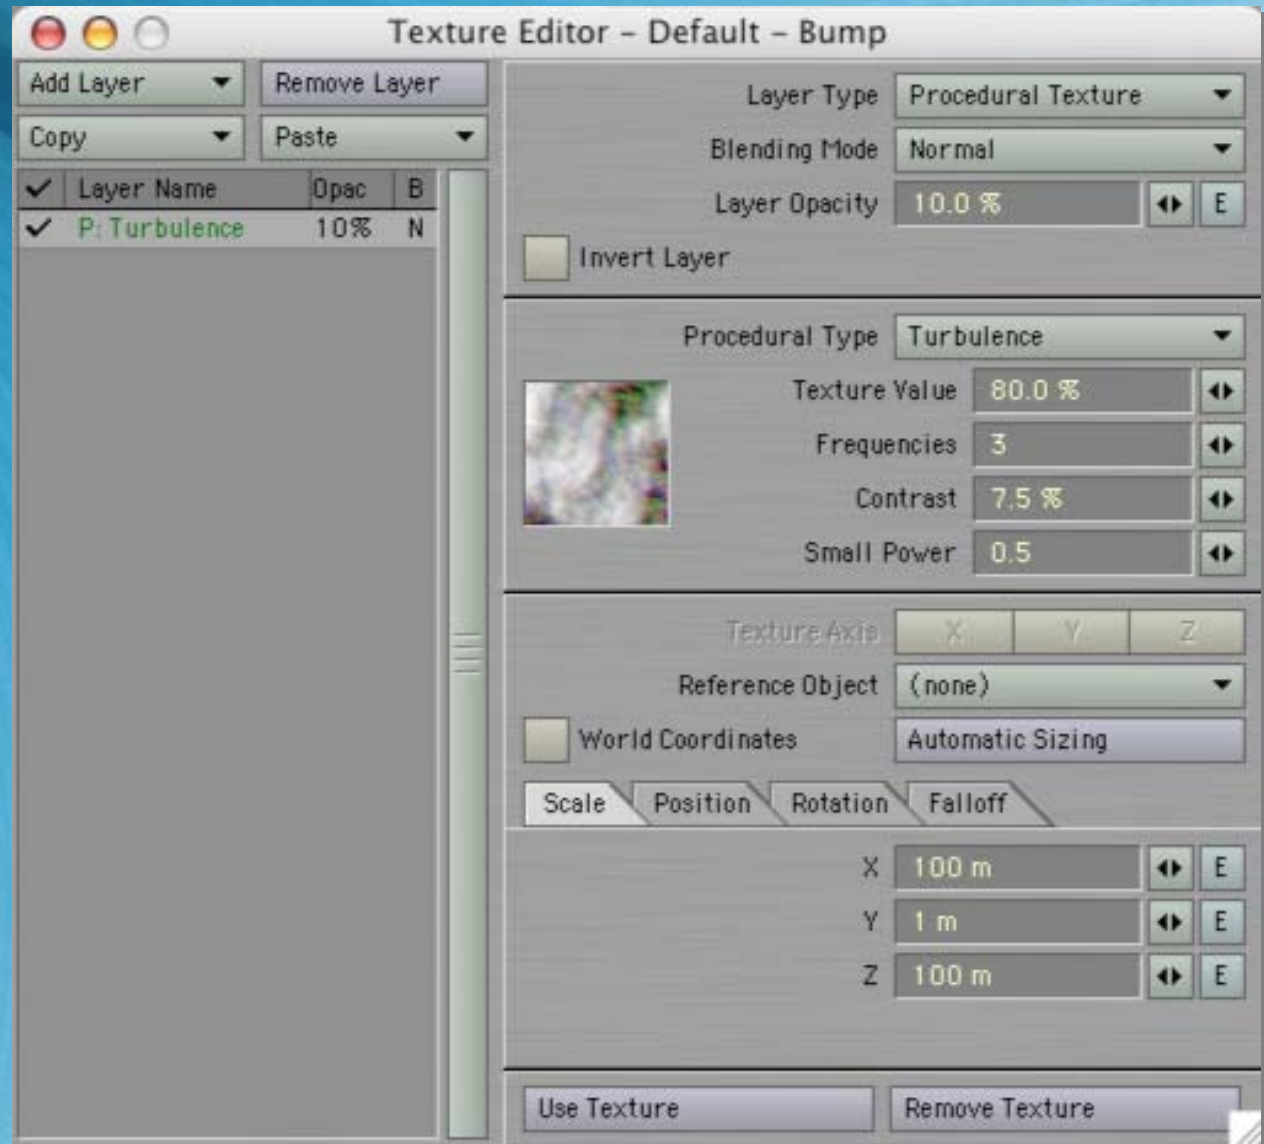 Texture Editor – Default – Bump
Add Layer
Remove Layer
Copy
Paste
Layer Name Opac B
P: Turbulence 10% N
Layer Type Procedural Texture
Blending Mode Normal
Layer Opacity 10.0 % E
Invert Layer
Procedural Type Turbulence
Texture Value 80.0 %
Frequencies 3
Contrast 7.5 %
Small Power 0.5
Texture Axis X Y Z
Reference Object (none)
World Coordinates Automatic Sizing
Scale Position Rotation Falloff
X 100 m E
Y 1 m E
Z 100 m E
Use Texture Remove Texture